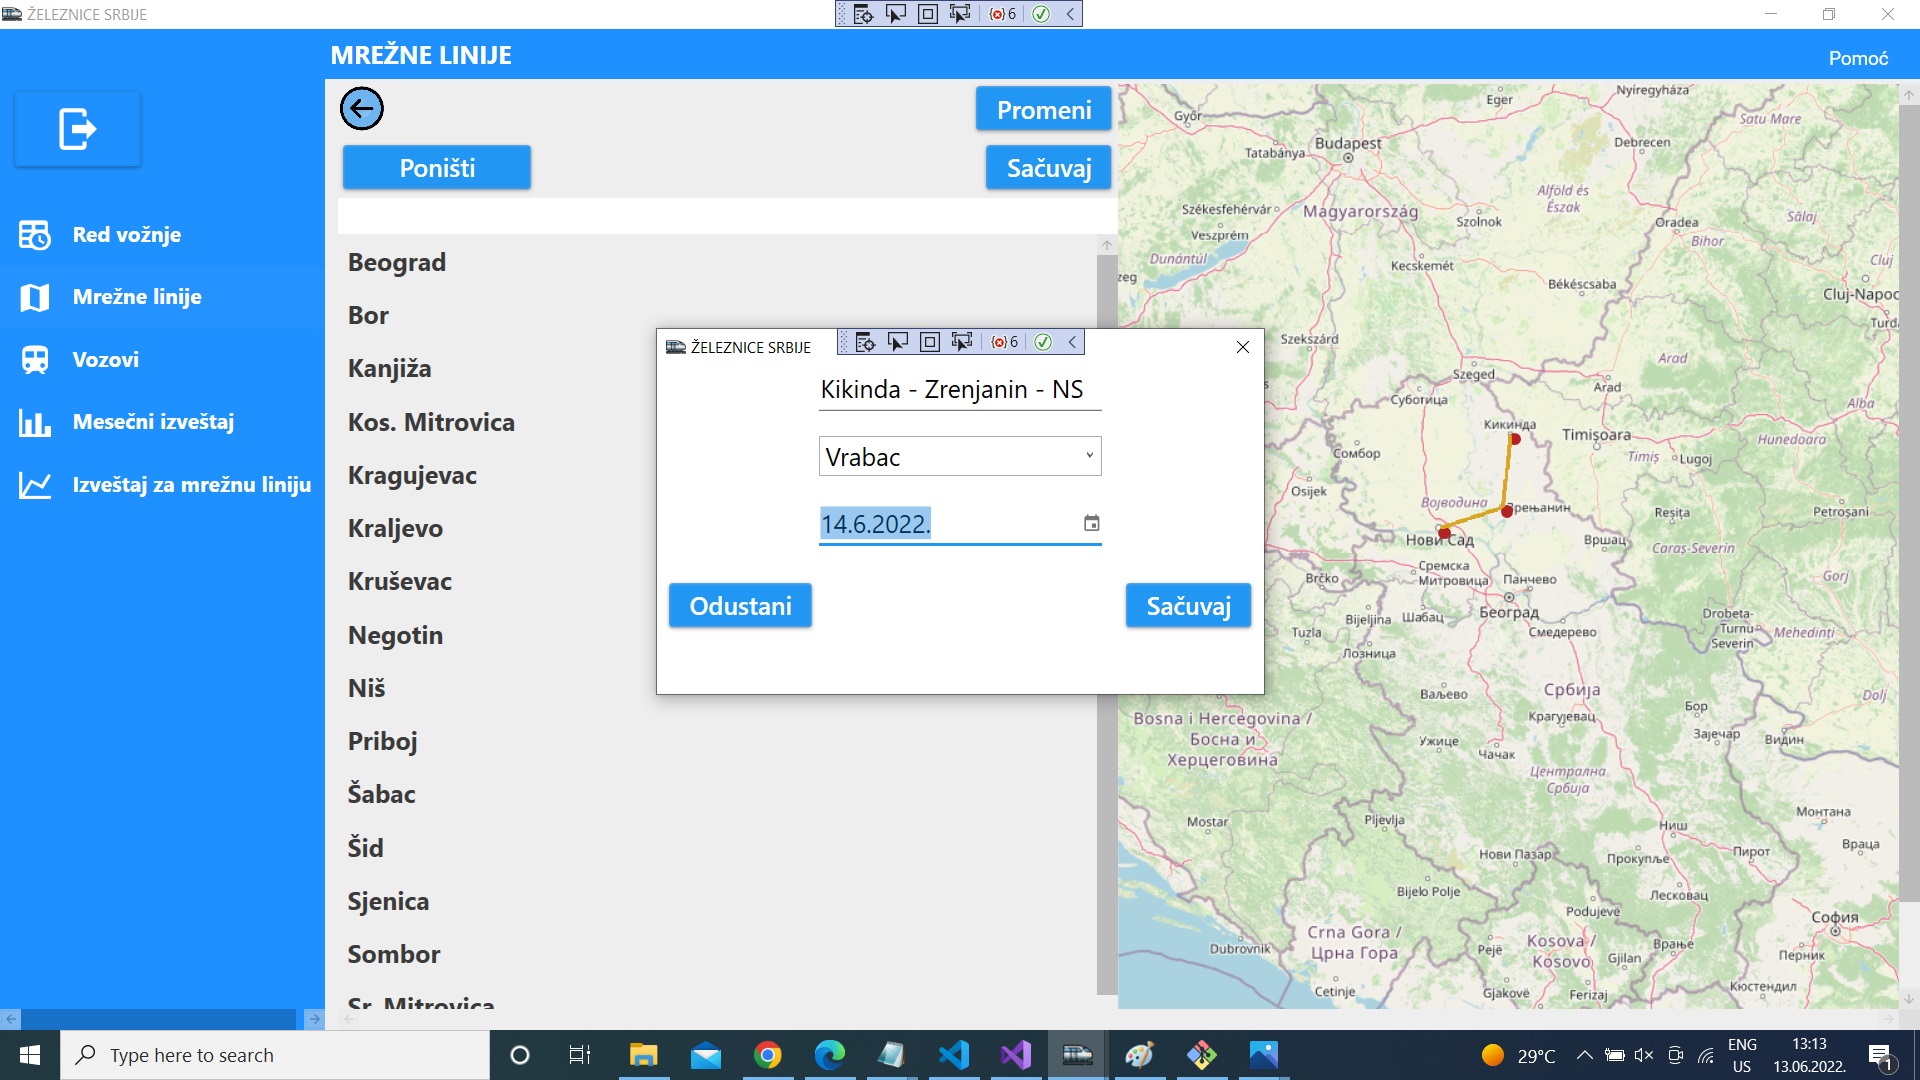 ŽELEZNICE SRBIJE
6
MREŽNE LINIJE
Pomoć
Promeni
Poništi
Sačuvaj
Red vožnje
Mrežne linije
Vozovi
Mesečni izveštaj
Izveštaj za mrežnu liniju
Beograd
Bor
Kanjiža
Kos. Mitrovica
Kragujevac
Kraljevo
Kruševac
Negotin
Niš
Priboj
Šabac
Šid
Sjenica
Sombor
Sr. Mitrovica
ŽELEZNICE SRBIJE
6
Kikinda - Zrenjanin - NS
Vrabac
14.6.2022.
Odustani
Sačuvaj
Nyíregyháza
Eger
Győr
Satu Mare
Budapest
Tatabánya
Debrecen
Alföld és
Észak
Székesfehérvár
Magyarország
Szolnok
Oradea
Sălaj
Veszprém
Bihor
Dunántúl
Kecskemét
Cluj
zeg
Békéscsaba
Cluj-Napoc
Turda
Szekszárd
Arad
Szeged
Arad
Суботица
Alba
Кикинда
Timișoara
Hunedoara
Сомбор
Timiș
Lugoj
Osijek
Војводина
Зрењанин
Reșița
Petroșani
Нови Сад
Вршац
Caraș-Severin
Сремска
Митровица
Панчево
Brčko
Gorj
Београд
Drobeta-
Turnu
Severin
Bijeljina
Шабац
Tuzla
Смедерево
Mehedinți
Лозница
Ваљево
Србија
Dolj
Бор
Bosna i Hercegovina /
Босна и
Херцеговина
Крагујевац
Ужице
Чачак
Зајечар
Видин
Централна
Србија
Mostar
Pljevlja
Монтана
Ниш
Нови Пазар
Прокупље
Пирот
Враца
Bijelo Polje
Лесковац
Podujevë
София
Crna Gora /
Црна Гора
Dubrovnik
Pejë
Kosova /
Kosovo
Gjilan
Врање
Перник
Cetinje
Gjakovë
Ferizaj
Кюстендил
Type here to search
29°C
ENG
US
13:13
13.06.2022.
1